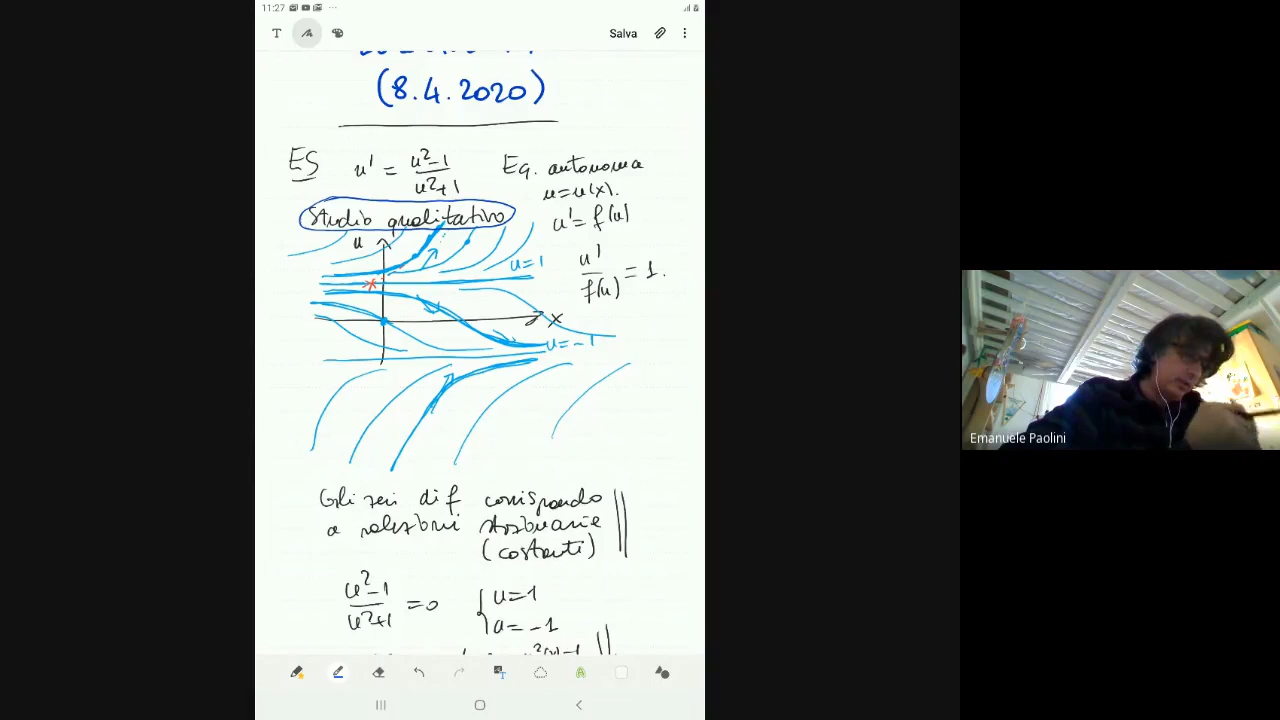 11:27
T
Salva
(8.4.2020)
ES u' = u²-1 / u²+1 Eq. autonoma
u=u(x).
Studio qualitativo u' = f(u)
u
u=1 u' / f(u) = 1.
x
u=-1
Gli zeri di f corrispondo
a soluzioni stazionarie
(costanti)
u²-1 / u²+1 =0 { u=1
u=-1
Emanuele Paolini